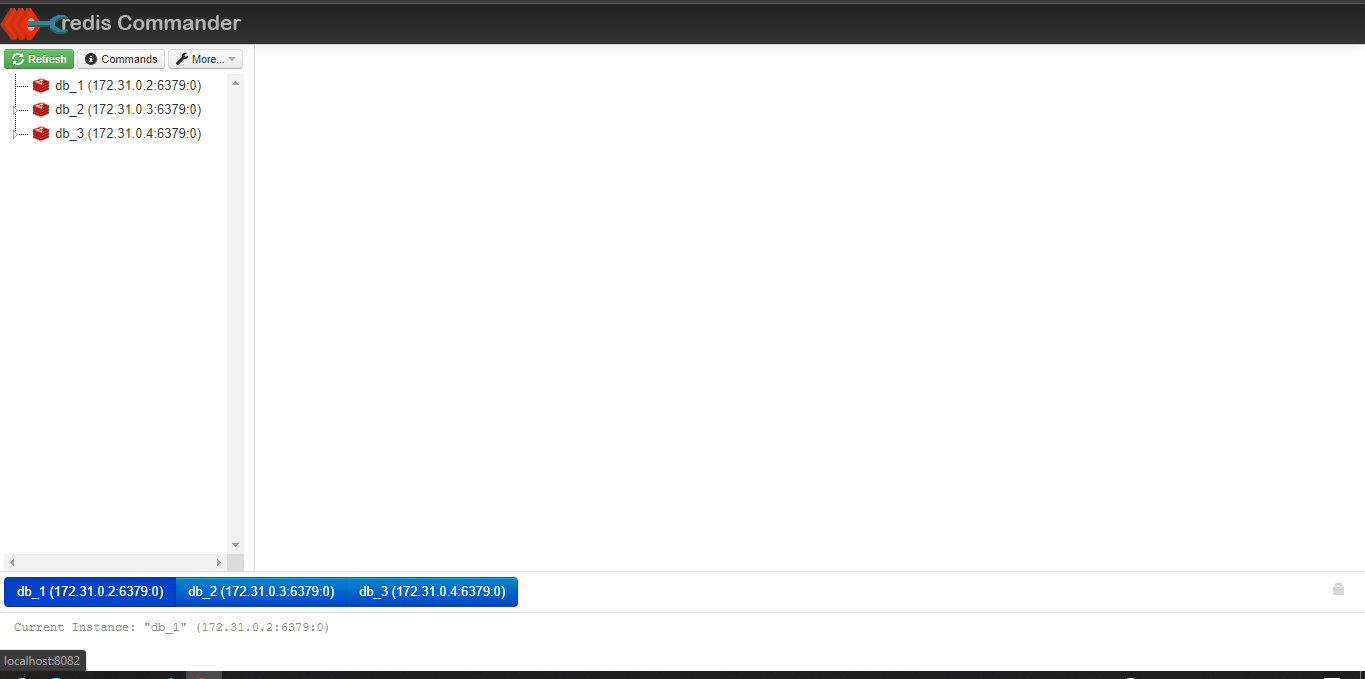 redis Commander
Refresh Commands More...
db_1 (172.31.0.2:6379:0)
db_2 (172.31.0.3:6379:0)
db_3 (172.31.0.4:6379:0)
db_1 (172.31.0.2:6379:0) db_2 (172.31.0.3:6379:0) db_3 (172.31.0.4:6379:0)
Current Instance: "db_1" (172.31.0.2:6379:0)
localhost:8082